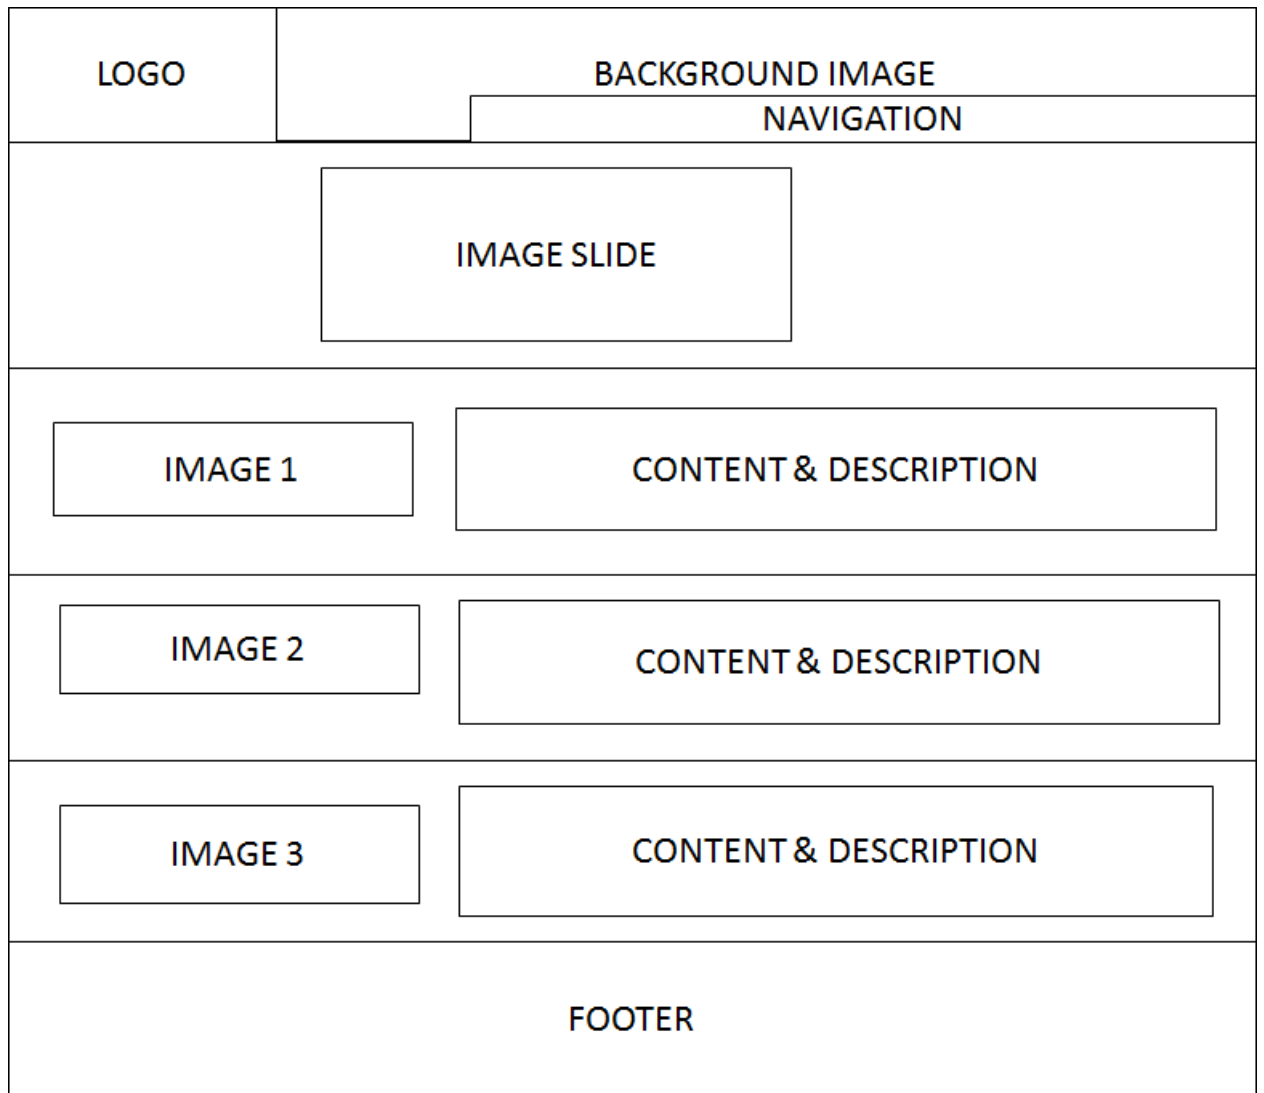 LOGO
BACKGROUND IMAGE
NAVIGATION
IMAGE SLIDE
IMAGE 1
CONTENT & DESCRIPTION
IMAGE 2
CONTENT & DESCRIPTION
IMAGE 3
CONTENT & DESCRIPTION
FOOTER